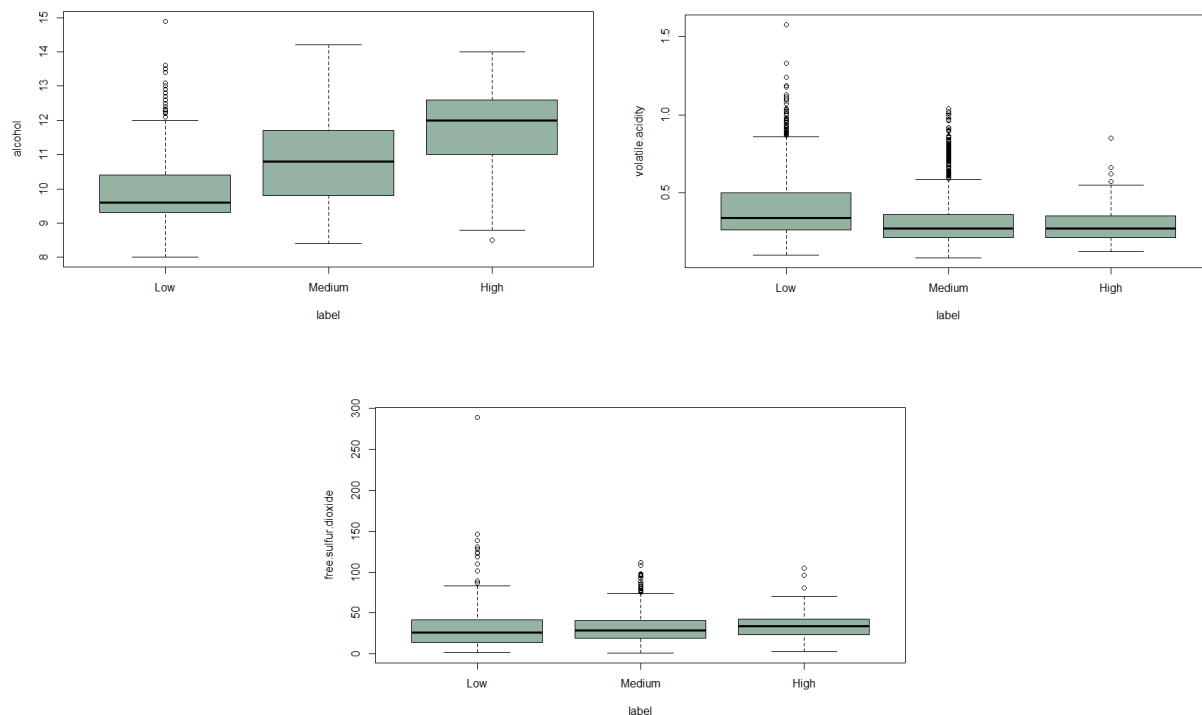 alcohol
15
14
13
12
11
10
9
8
Low Medium High
label
volatile.acidity
1.5
1.0
0.5
Low Medium High
label
free.sulfur.dioxide
300
250
200
150
100
50
0
Low Medium High
label